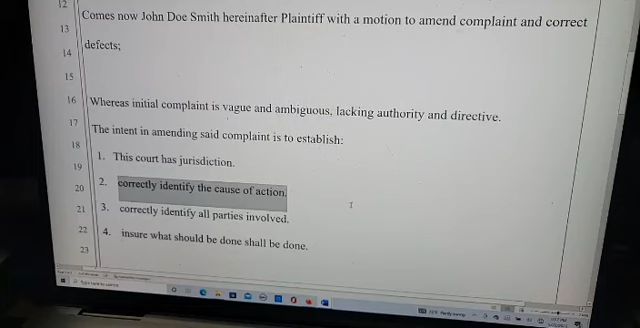 12
Comes now John Doe Smith hereinafter Plaintiff with a motion to amend complaint and correct
13
defects;
14
15
16 Whereas initial complaint is vague and ambiguous, lacking authority and directive.
17 The intent in amending said complaint is to establish:
18
1. This court has jurisdiction.
19
2. correctly identify the cause of action.
20
21 3. correctly identify all parties involved.
22 4. insure what should be done shall be done.
23